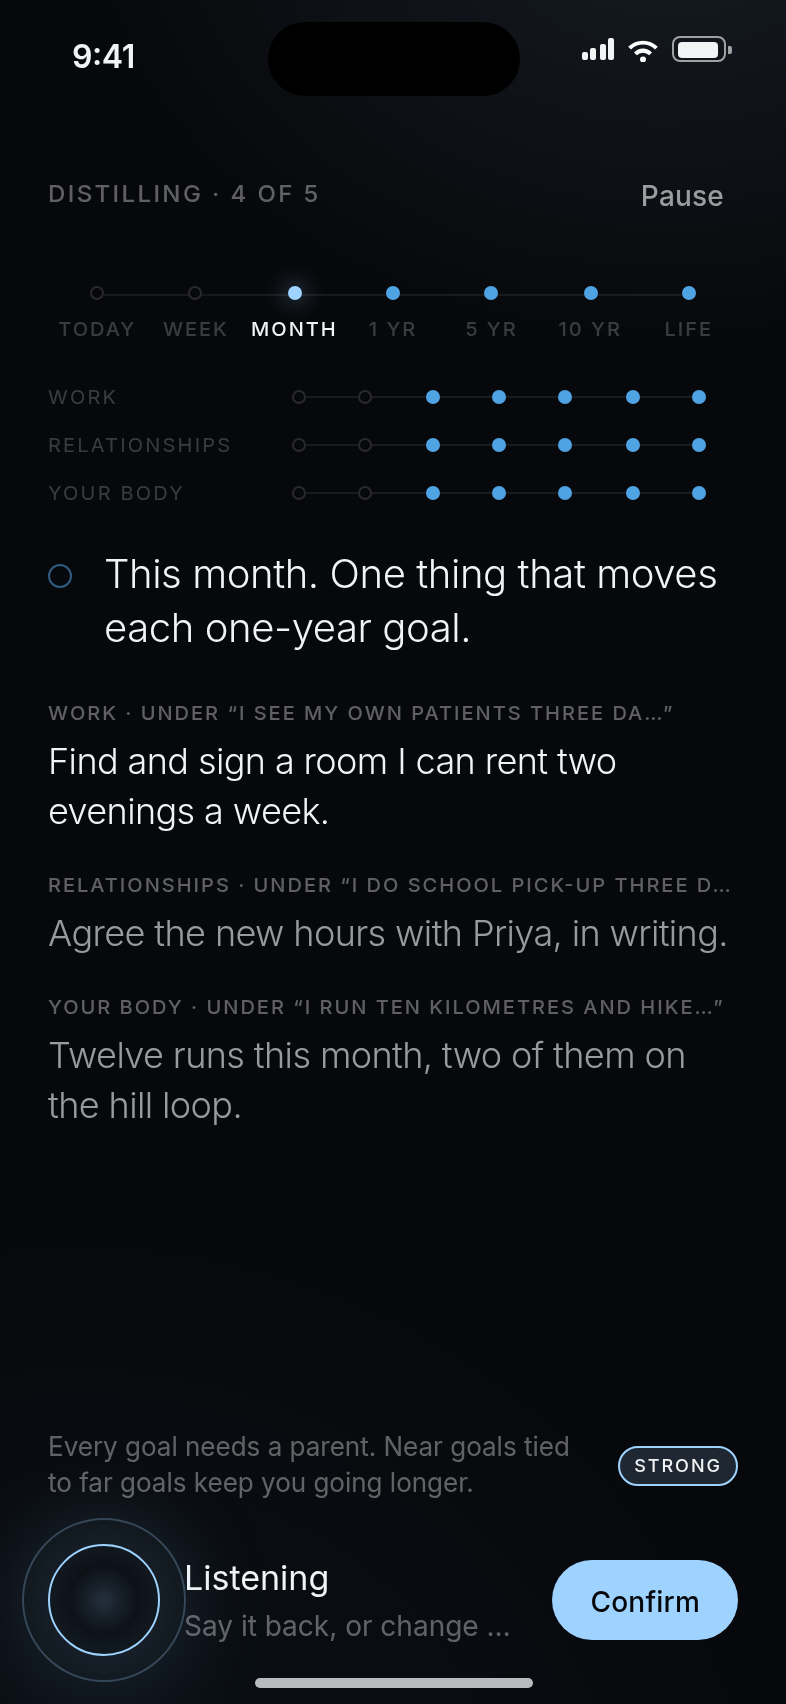 9:41
DISTILLING · 4 OF 5
Pause
TODAY WEEK MONTH 1 YR 5 YR 10 YR LIFE
WORK
RELATIONSHIPS
YOUR BODY
This month. One thing that moves
each one-year goal.
WORK · UNDER “I SEE MY OWN PATIENTS THREE DA…”
Find and sign a room I can rent two
evenings a week.
RELATIONSHIPS · UNDER “I DO SCHOOL PICK-UP THREE D…
Agree the new hours with Priya, in writing.
YOUR BODY · UNDER “I RUN TEN KILOMETRES AND HIKE…”
Twelve runs this month, two of them on
the hill loop.
Every goal needs a parent. Near goals tied
to far goals keep you going longer.
STRONG
Listening
Say it back, or change …
Confirm